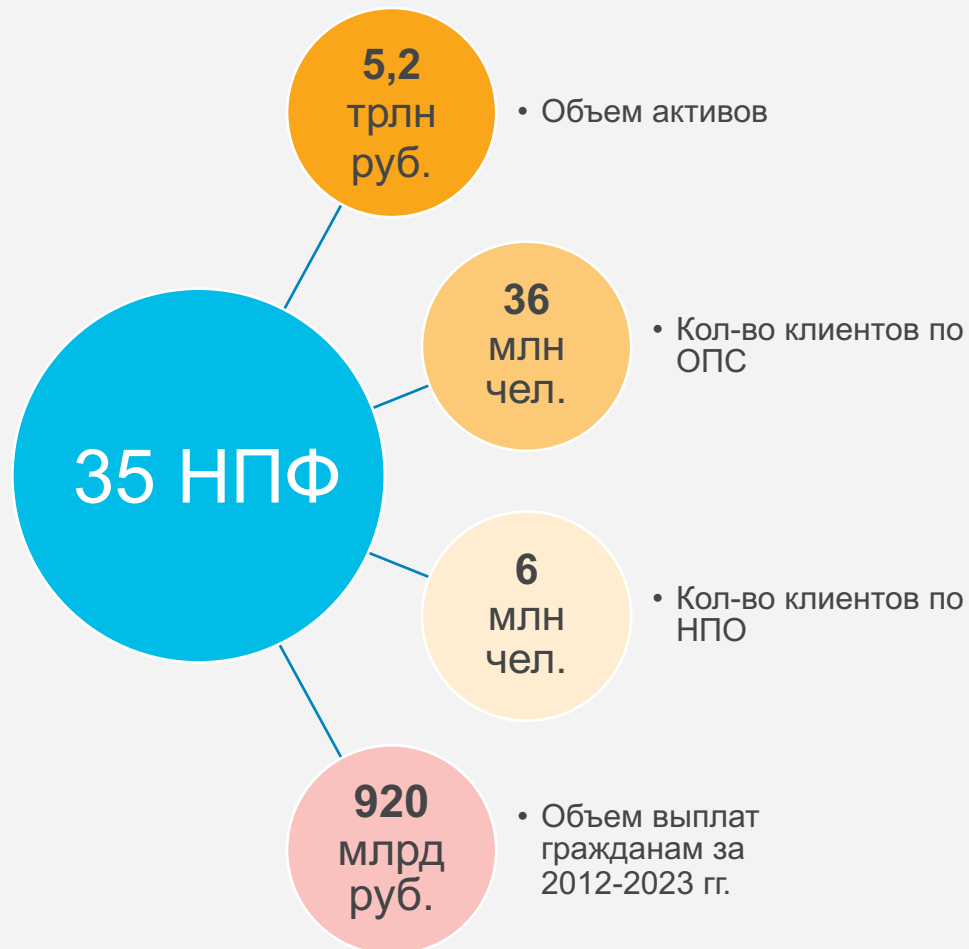 5,2
трлн
руб.
• Объем активов
36
млн
чел.
• Кол-во клиентов по
ОПС
35 НПФ
6
млн
чел.
• Кол-во клиентов по
НПО
920
млрд
руб.
• Объем выплат
гражданам за
2012-2023 гг.